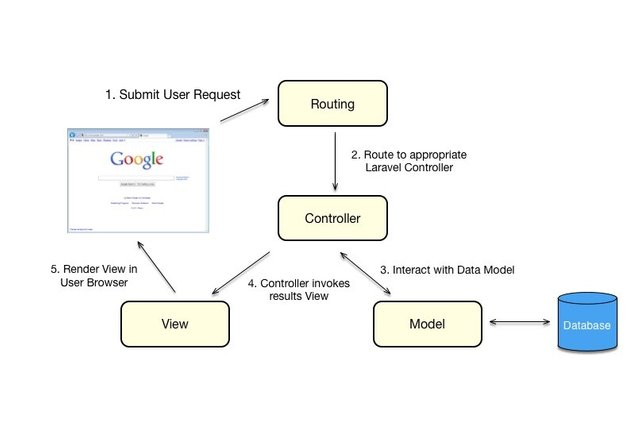 1. Submit User Request
Routing
Google
2. Route to appropriate
Laravel Controller
Controller
5. Render View in
User Browser
4. Controller invokes
results View
3. Interact with Data Model
View
Model
Database